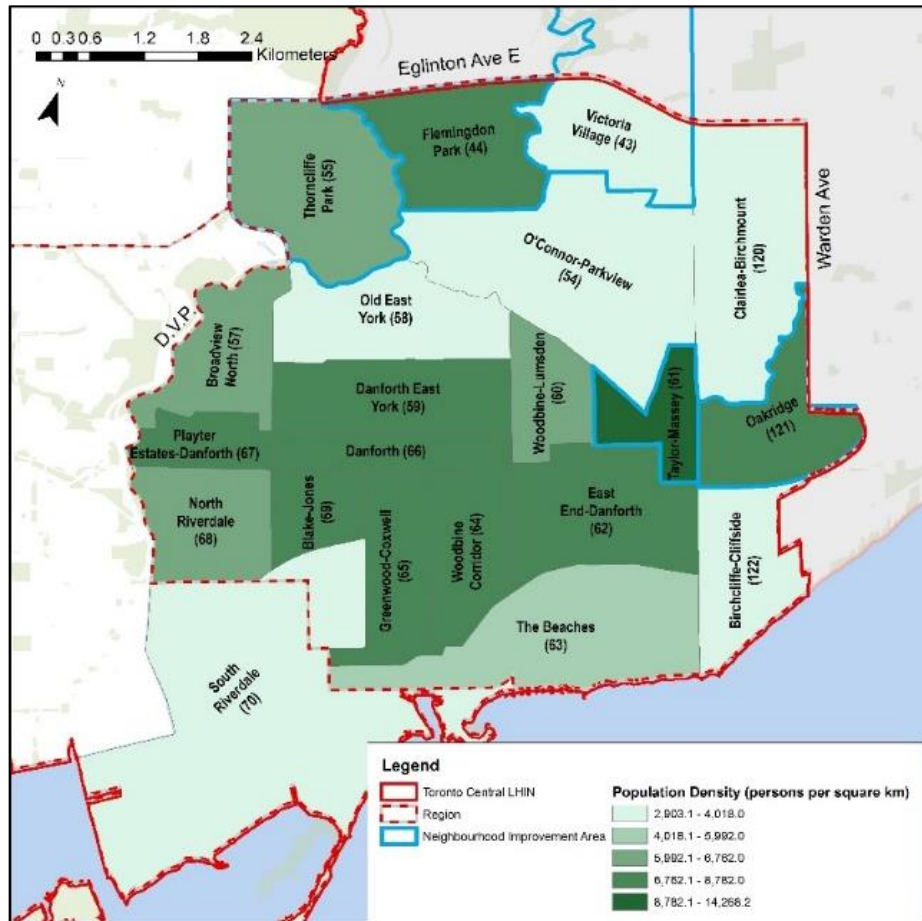 0 0.3 0.6 1.2 1.8 2.4
Kilometers
N
Eglinton Ave E
Victoria
Village (43)
Flemingdon
Park (44)
Thorncliffe
Park (55)
Warden Ave
O'Connor-Parkview
(54)
Clairlea-Birchmount
(120)
D.V.P.
Old East
York (58)
Broadview
North (57)
Danforth East
York (59)
Woodbine-Lumsden
(60)
Taylor-Massey (61)
Oakridge
(121)
Playter
Estates-Danforth (67)
Danforth (66)
North
Riverdale
(68)
Blake-Jones
(69)
Greenwood-Coxwell
(65)
Woodbine
Corridor (64)
East
End-Danforth
(62)
Birchcliffe-Cliffside
(122)
The Beaches
(63)
South
Riverdale
(70)
Legend
Toronto Central LHIN
Region
Neighbourhood Improvement Area
Population Density (persons per square km)
2,903.1 - 4,018.0
4,018.1 - 5,992.0
5,992.1 - 6,762.0
6,762.1 - 8,782.0
8,782.1 - 14,268.2